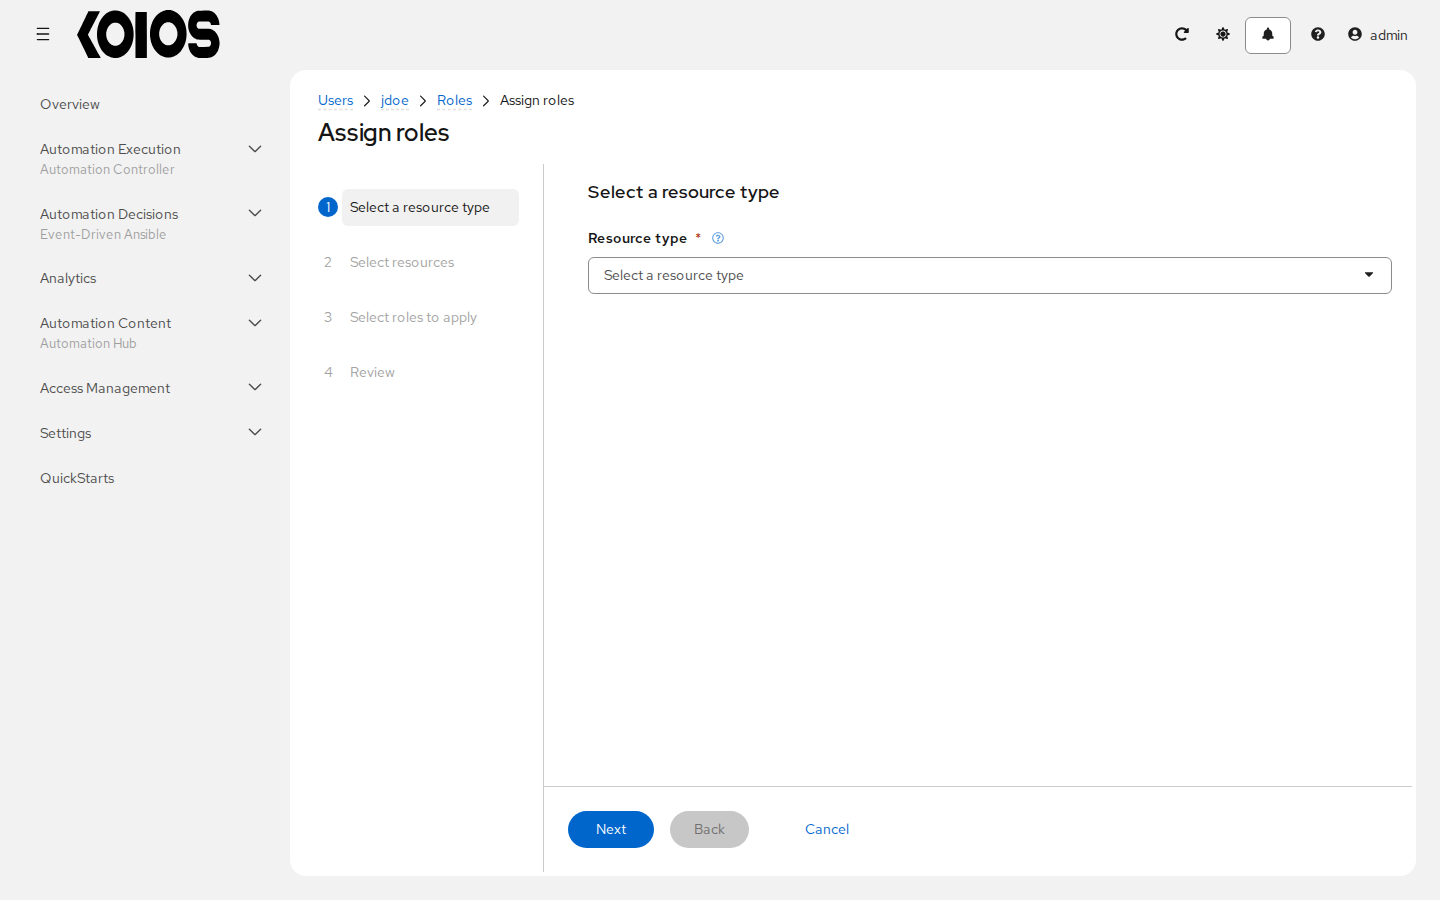 KOIOS
admin
Overview
Automation Execution
Automation Controller
Automation Decisions
Event-Driven Ansible
Analytics
Automation Content
Automation Hub
Access Management
Settings
QuickStarts
Users > jdoe > Roles > Assign roles
Assign roles
1 Select a resource type
2 Select resources
3 Select roles to apply
4 Review
Select a resource type
Resource type *
Select a resource type
Next Back Cancel